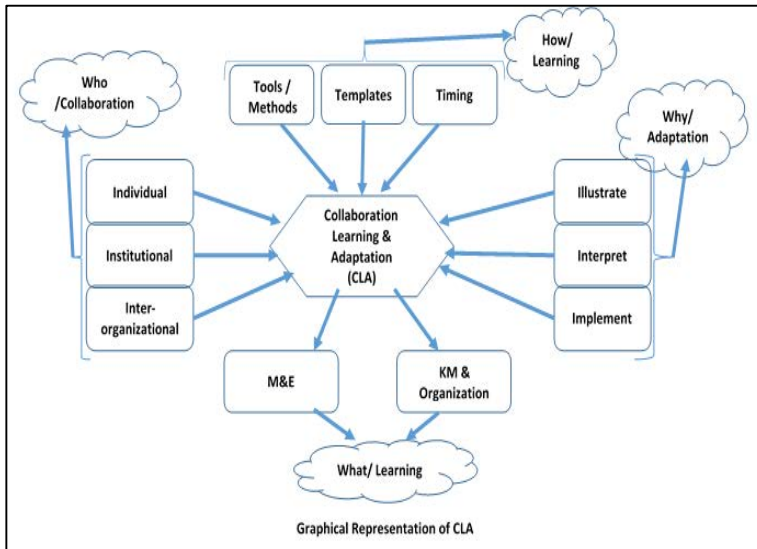 How/
Learning
Who
/Collaboration
Tools /
Methods
Templates
Timing
Why/
Adaptation
Individual
Institutional
Inter-
organizational
Collaboration
Learning &
Adaptation
(CLA)
Illustrate
Interpret
Implement
M&E
KM &
Organization
What/ Learning
Graphical Representation of CLA